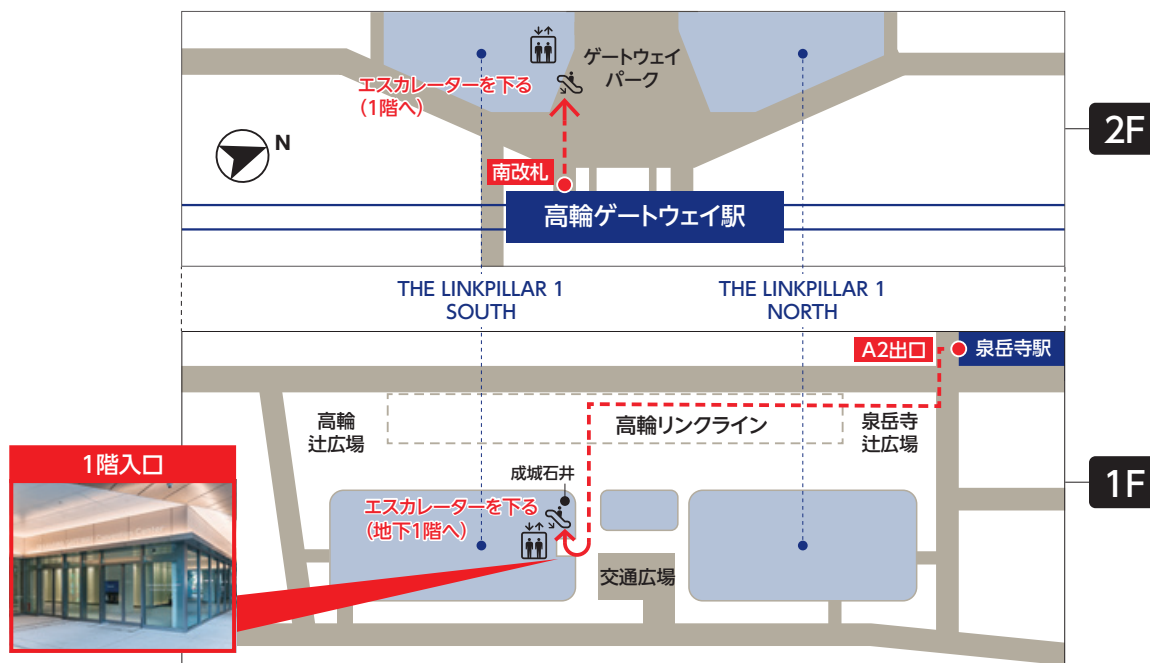 ゲートウェイ
パーク
エスカレーターを下る
(1階へ)
N
2F
南改札
高輪ゲートウェイ駅
THE LINKPILLAR 1
SOUTH
THE LINKPILLAR 1
NORTH
A2出口
泉岳寺駅
高輪
辻広場
高輪リンクライン
泉岳寺
辻広場
1階入口
成城石井
エスカレーターを下る
(地下1階へ)
1F
交通広場